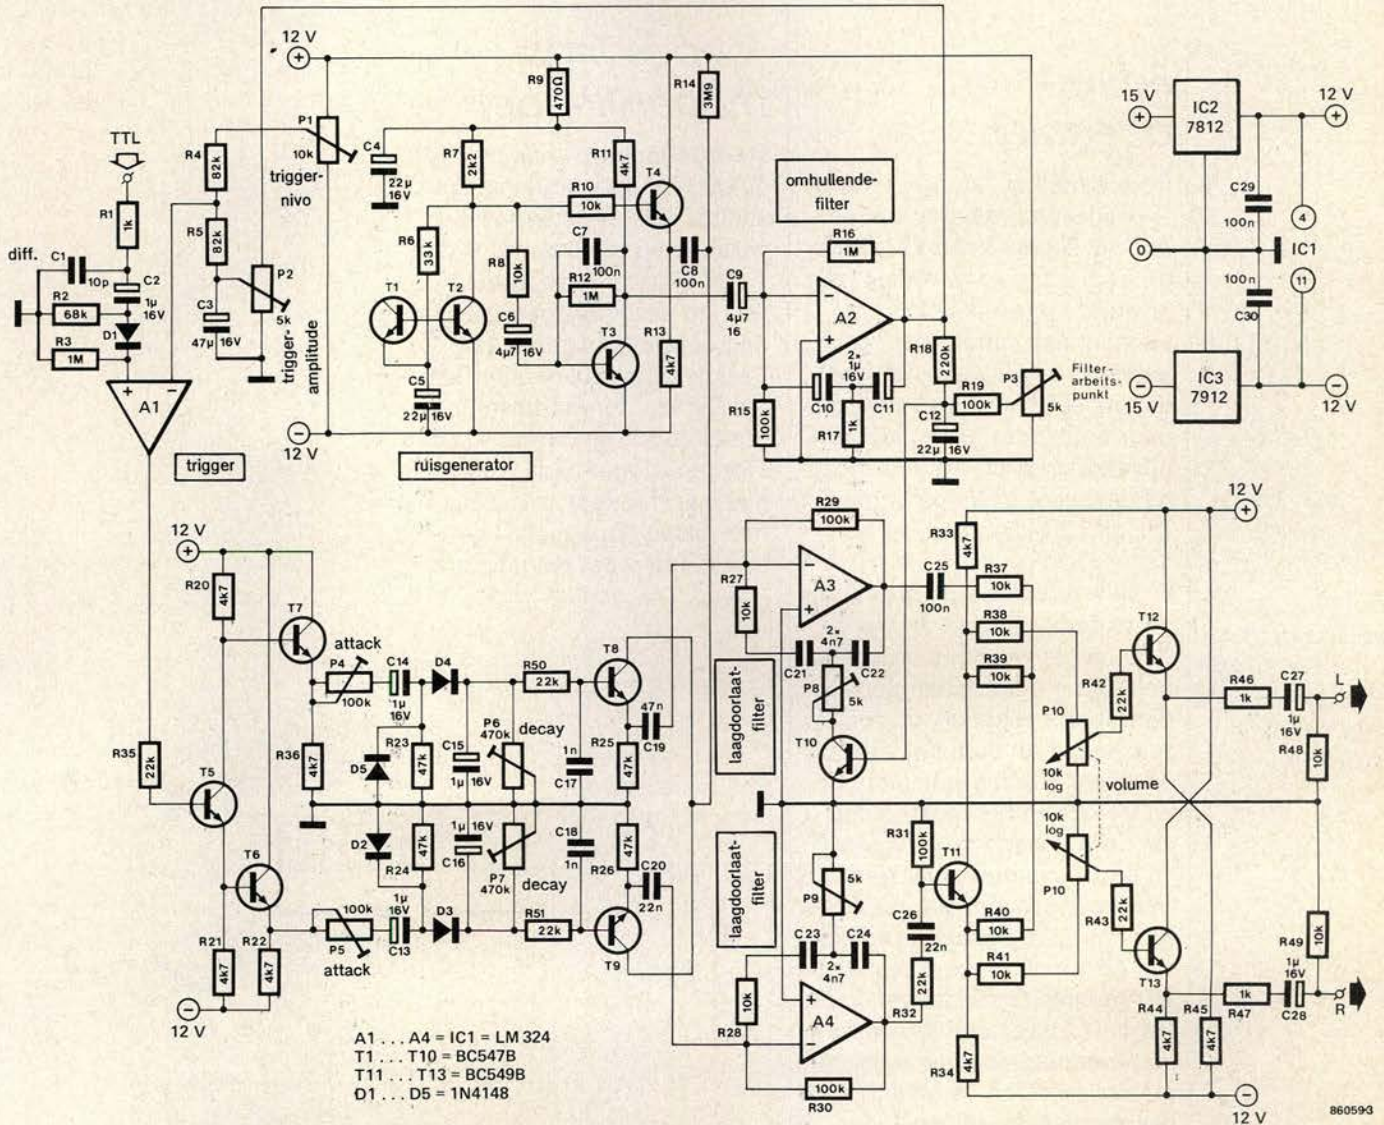 12 V
+
R9
470Ω
R14
3M9
15 V
+
IC2
7812
12 V
+
TTL
R4
82k
P1
10k
trigger-
nivo
C4
22µ
16V
R7
2k2
R11
4k7
T4
omhullende-
filter
C29
100n
4
R1
1k
R10
10k
R16
1M
0
IC1
diff.
C1
10p
C2
1µ
16V
R5
82k
R6
33k
R8
10k
C7
100n
C8
100n
C9
4µ7
16
100n
C30
11
R2
68k
P2
5k
R12
1M
A2
−
+
D1
C3
47µ
16V
trigger-
amplitude
T1
T2
C6
4µ7
16V
T3
R13
4k7
R18
220k
P3
5k
Filter-
arbeits-
punkt
R3
1M
2x
1µ
16V
R19
100k
15 V
−
IC3
7912
−
12 V
+
−
A1
C5
22µ
16V
R15
100k
C10
C11
R17
1k
C12
22µ
16V
−
12 V
trigger
ruisgenerator
R29
100k
12 V
+
12 V
+
R33
4k7
R20
4k7
R27
10k
A3
−
+
C25
100n
R37
10k
T7
R38
10k
T12
attack
P4
100k
C14
1µ
16V
D4
R50
22k
T8
2x
4n7
C21
C22
R39
10k
47n
C19
laagdoorlaat-
filter
P8
5k
R42
22k
R46
1k
C27
1µ
16V
L
P6
470k
decay
P10
10k
log
R35
22k
R36
4k7
D5
R23
47k
C15
1µ
16V
1n
C17
R25
47k
T10
R48
10k
T5
volume
D2
R24
47k
1µ
16V
C16
P7
470k
decay
C18
1n
R26
47k
C20
22n
laagdoorlaat-
filter
R31
100k
T11
10k
log
P10
T6
100k
P5
attack
1µ
16V
C13
D3
R51
22k
T9
P9
5k
C26
22n
R40
10k
R43
22k
R49
10k
R21
4k7
R22
4k7
C23
C24
2x
4n7
R41
10k
T13
1µ
16V
−
12 V
R28
10k
A4
+
−
R32
22k
R44
4k7
R45
4k7
R47
1k
C28
R
A1 . . . A4 = IC1 = LM 324
T1 . . . T10 = BC547B
T11 . . . T13 = BC549B
D1 . . . D5 = 1N4148
R30
100k
R34
4k7
−
12 V
86059-3